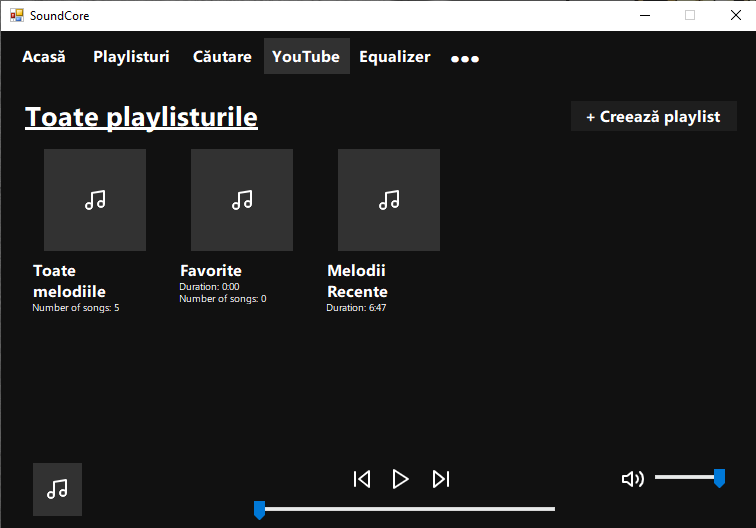 SoundCore
Acasă Playlisturi Căutare YouTube Equalizer •••
Toate playlisturile
+ Creează playlist
Toate
melodiile
Number of songs: 5
Favorite
Duration: 0:00
Number of songs: 0
Melodii
Recente
Duration: 6:47